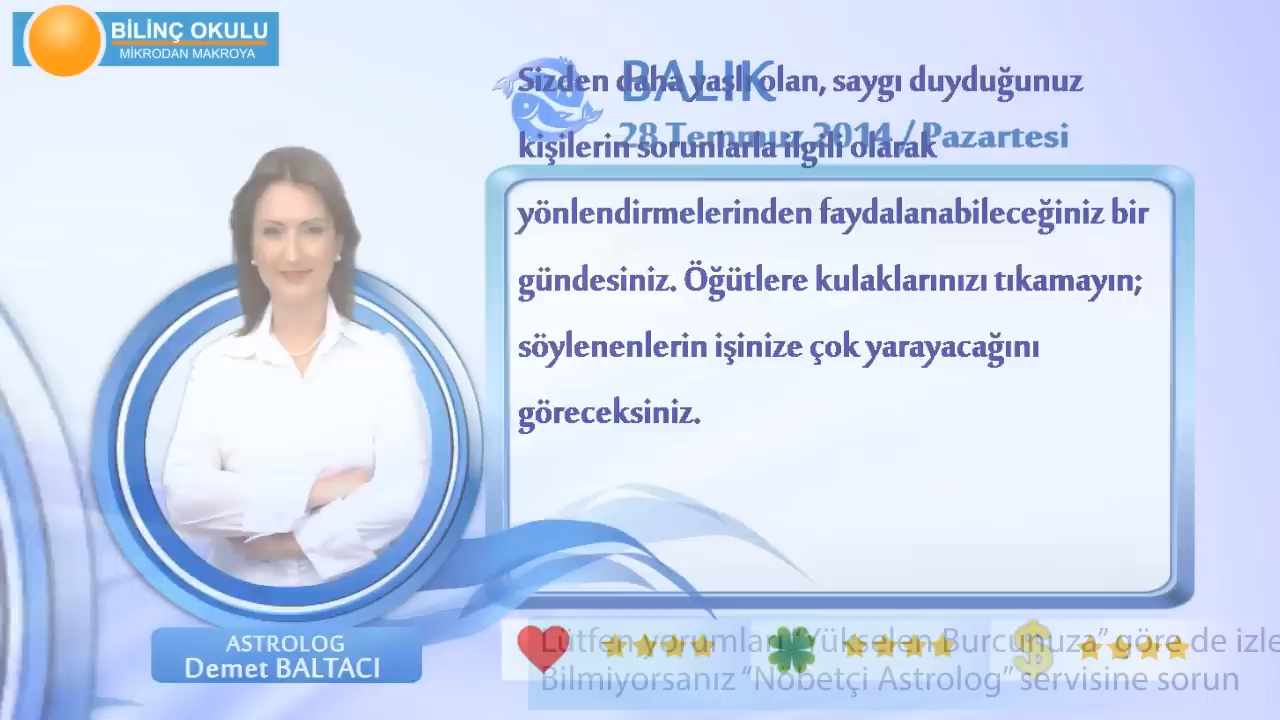 BİLİNÇ OKULU
MİKRODAN MAKROYA
BALIK
28 Temmuz 2014 / Pazartesi
Sizden daha yaşlı olan, saygı duyduğunuz
kişilerin sorunlarla ilgili olarak
yönlendirmelerinden faydalanabileceğiniz bir
gündesiniz. Öğütlere kulaklarınızı tıkamayın;
söylenenlerin işinize çok yarayacağını
göreceksiniz.
ASTROLOG
Demet BALTACI
Lütfen yorumları "Yükselen Burcunuza" göre de izle
Bilmiyorsanız "Nöbetçi Astrolog" servisine sorun